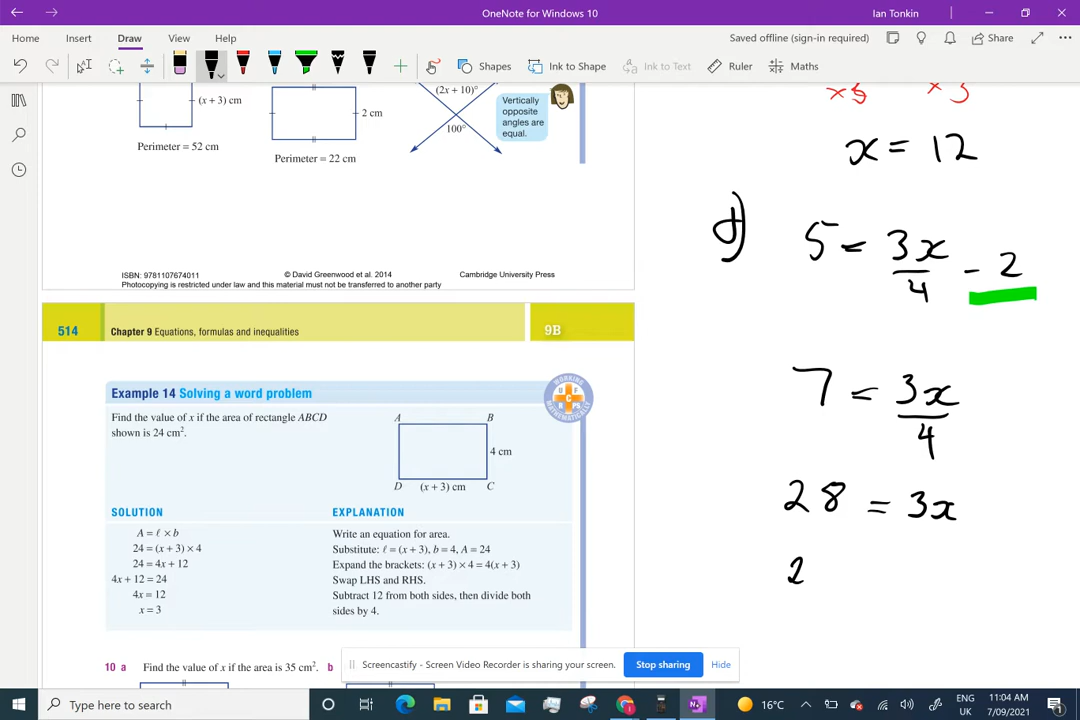 OneNote for Windows 10
Ian Tonkin
Home Insert Draw View Help
Saved offline (sign-in required)
Share
Shapes
Ink to Shape
Ink to Text
Ruler
Maths
(x + 3) cm
Perimeter = 52 cm
2 cm
Perimeter = 22 cm
(2x + 10)°
100°
Vertically
opposite
angles are
equal.
ISBN: 9781107674011 © David Greenwood et al. 2014 Cambridge University Press
Photocopying is restricted under law and this material must not be transferred to another party
514 Chapter 9 Equations, formulas and inequalities 9B
Example 14 Solving a word problem
WORKING
U F
C
R PS
MATHEMATICALLY
Find the value of x if the area of rectangle ABCD
shown is 24 cm².
A B
4 cm
D (x + 3) cm C
SOLUTION
A = ℓ × b
24 = (x + 3) × 4
24 = 4x + 12
4x + 12 = 24
4x = 12
x = 3
EXPLANATION
Write an equation for area.
Substitute: ℓ = (x + 3), b = 4, A = 24
Expand the brackets: (x + 3) × 4 = 4(x + 3)
Swap LHS and RHS.
Subtract 12 from both sides, then divide both
sides by 4.
10 a Find the value of x if the area is 35 cm². b
x = 12
d) 5 = 3x/4 - 2
7 = 3x/4
28 = 3x
2
Screencastify - Screen Video Recorder is sharing your screen.
Stop sharing
Hide
Type here to search
16°C
ENG
UK
11:04 AM
7/09/2021